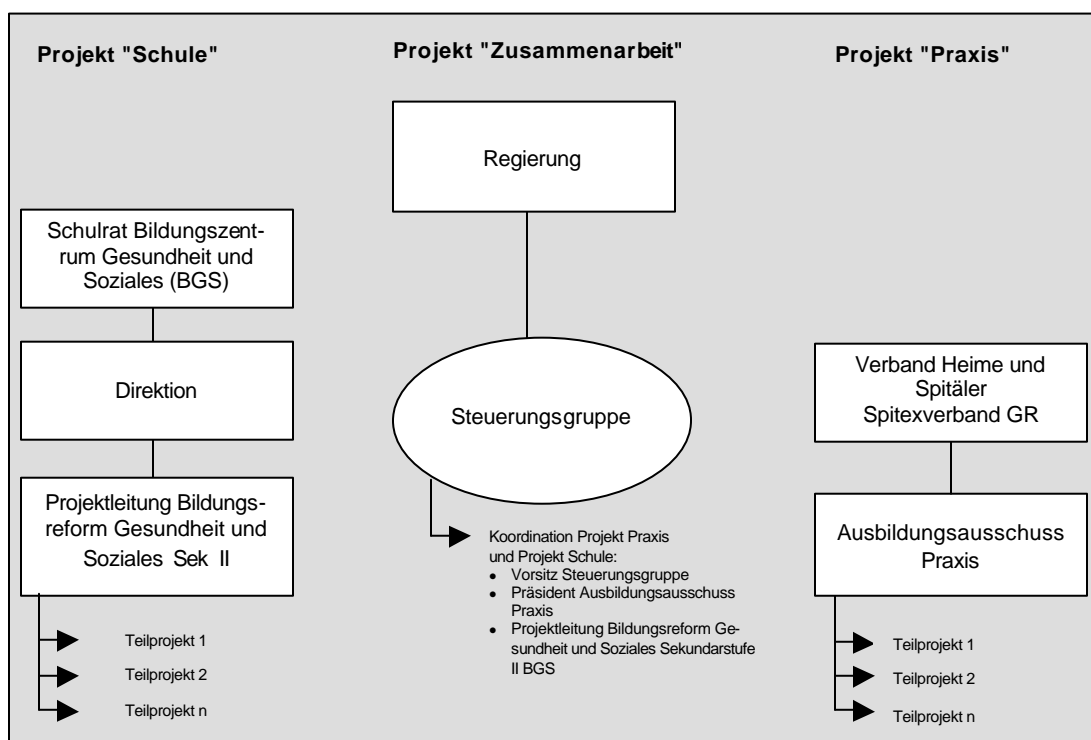 Projekt "Schule"
Schulrat Bildungszent-
rum Gesundheit und
Soziales (BGS)
Direktion
Projektleitung Bildungs-
reform Gesundheit und
Soziales Sek II
Teilprojekt 1
Teilprojekt 2
Teilprojekt n
Projekt "Zusammenarbeit"
Regierung
Steuerungsgruppe
Koordination Projekt Praxis
und Projekt Schule:
• Vorsitz Steuerungsgruppe
• Präsident Ausbildungsausschuss
Praxis
• Projektleitung Bildungsreform Ge-
sundheit und Soziales Sekundarstufe
II BGS
Projekt "Praxis"
Verband Heime und
Spitäler
Spitexverband GR
Ausbildungsausschuss
Praxis
Teilprojekt 1
Teilprojekt 2
Teilprojekt n